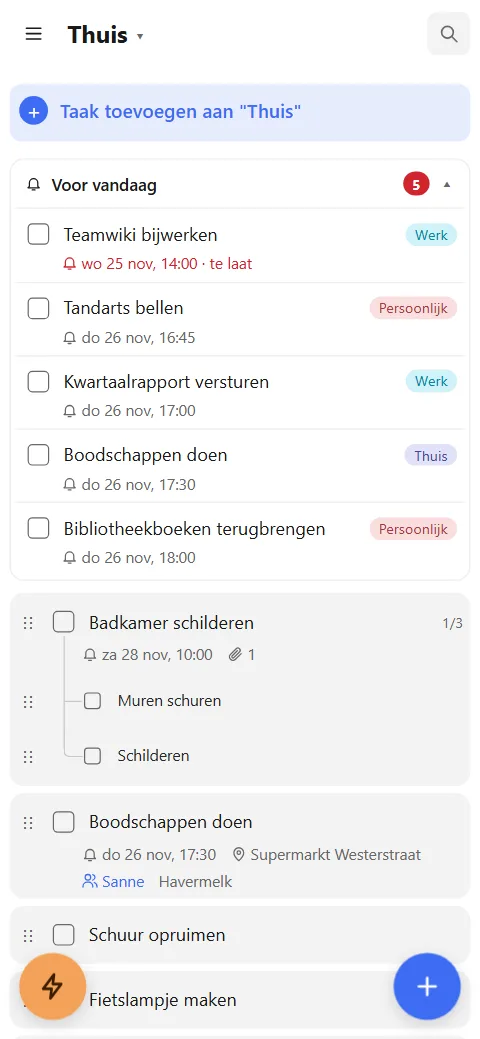 Thuis
Taak toevoegen aan "Thuis"
Voor vandaag 5
Teamwiki bijwerken Werk
wo 25 nov, 14:00 · te laat
Tandarts bellen Persoonlijk
do 26 nov, 16:45
Kwartaalrapport versturen Werk
do 26 nov, 17:00
Boodschappen doen Thuis
do 26 nov, 17:30
Bibliotheekboeken terugbrengen Persoonlijk
do 26 nov, 18:00
Badkamer schilderen 1/3
za 28 nov, 10:00 1
Muren schuren
Schilderen
Boodschappen doen
do 26 nov, 17:30 Supermarkt Westerstraat
Sanne Havermelk
Schuur opruimen
Fietslampje maken